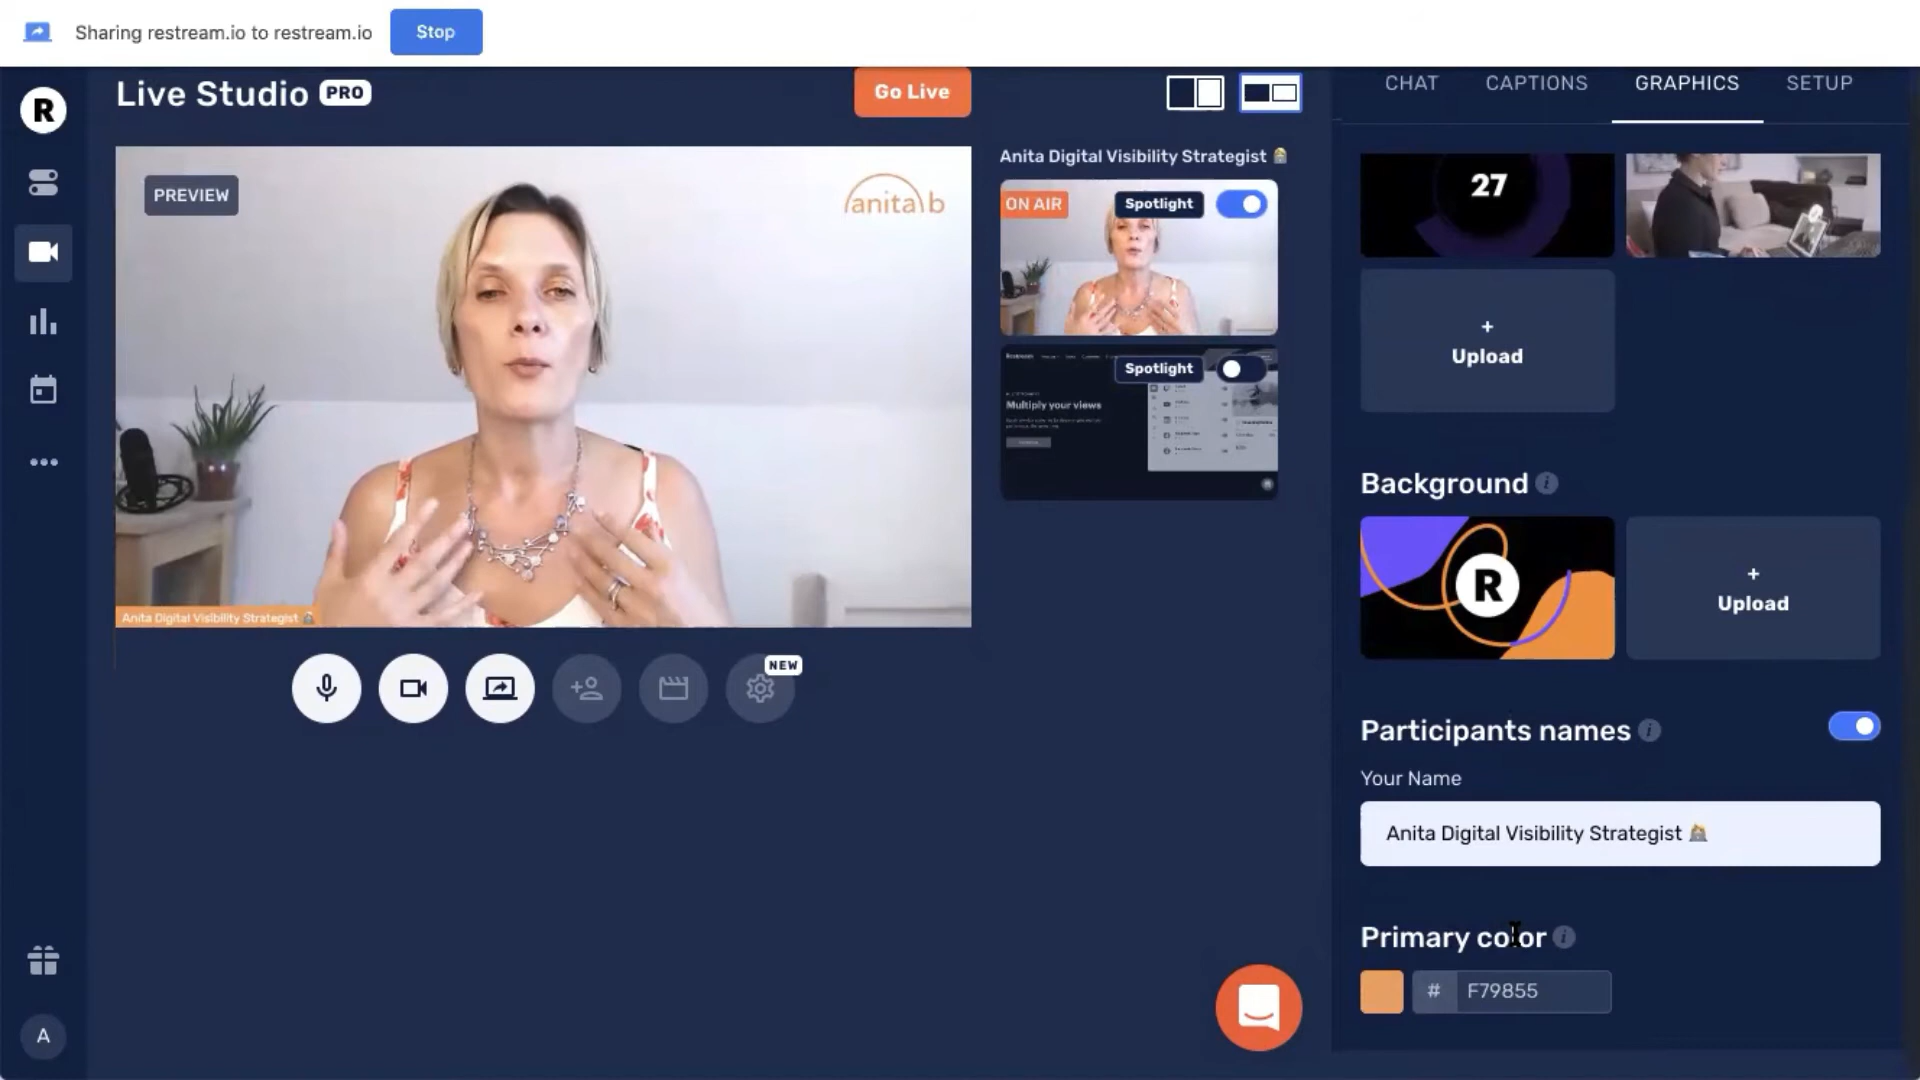 Sharing restream.io to restream.io
Stop
R
Live Studio PRO
Go Live
CHAT
CAPTIONS
GRAPHICS
SETUP
PREVIEW
anita b
Anita Digital Visibility Strategist
Anita Digital Visibility Strategist
ON AIR
Spotlight
Spotlight
Multiply your views
NEW
27
+
Upload
Background
R
+
Upload
Participants names
Your Name
Anita Digital Visibility Strategist
Primary color
# F79855
A